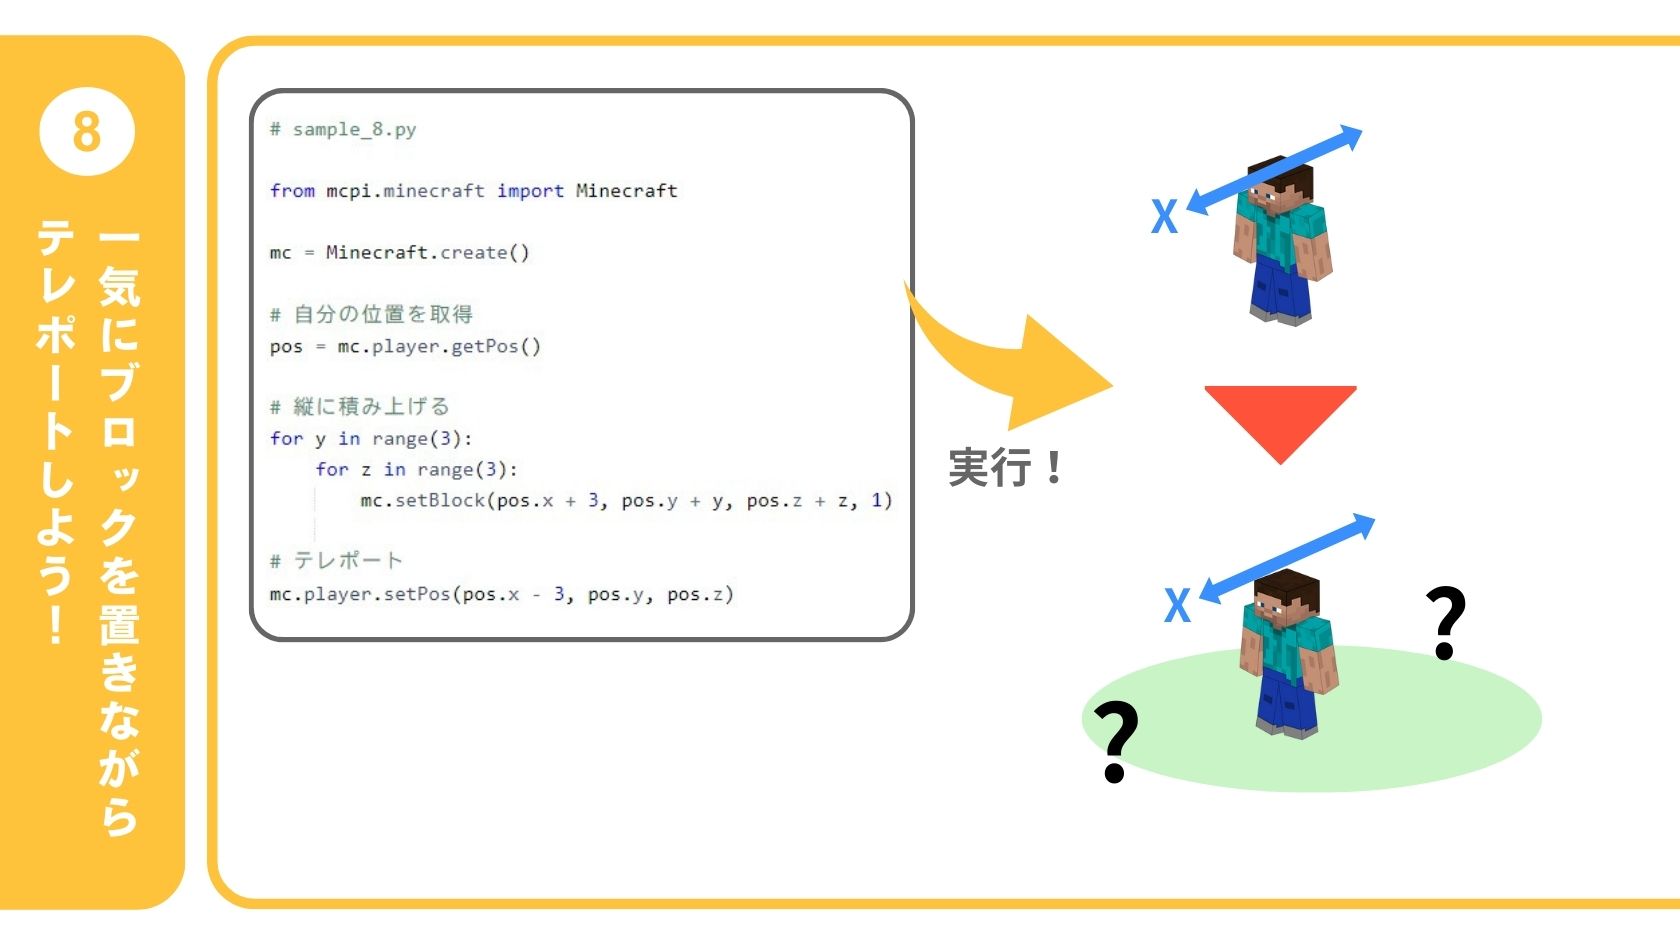 8
一気にブロックを置きながら
テレポートしよう！
# sample_8.py
from mcpi.minecraft import Minecraft
mc = Minecraft.create()
# 自分の位置を取得
pos = mc.player.getPos()
# 縦に積み上げる
for y in range(3):
    for z in range(3):
        mc.setBlock(pos.x + 3, pos.y + y, pos.z + z, 1)
# テレポート
mc.player.setPos(pos.x - 3, pos.y, pos.z)
実行！
X
X
?
?